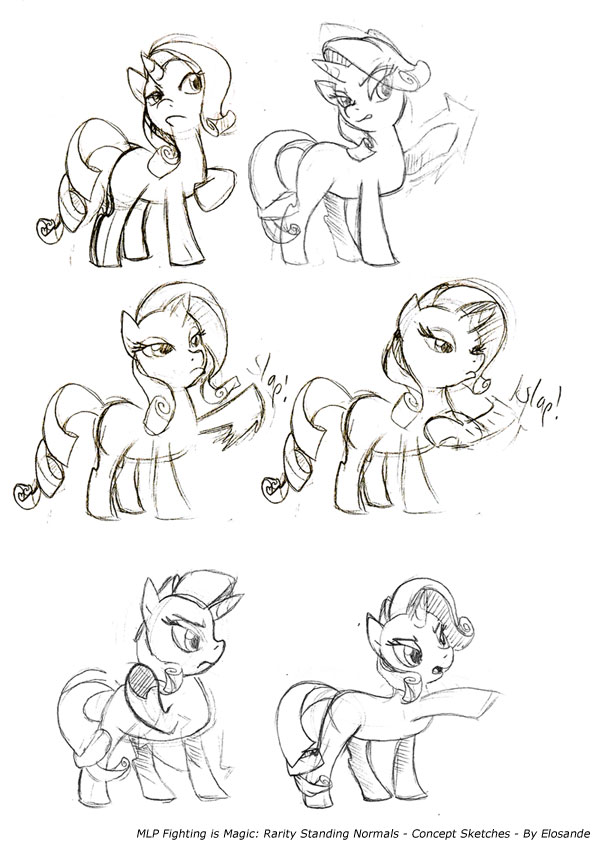 slap!
slap!
MLP Fighting is Magic: Rarity Standing Normals - Concept Sketches - By Elosande